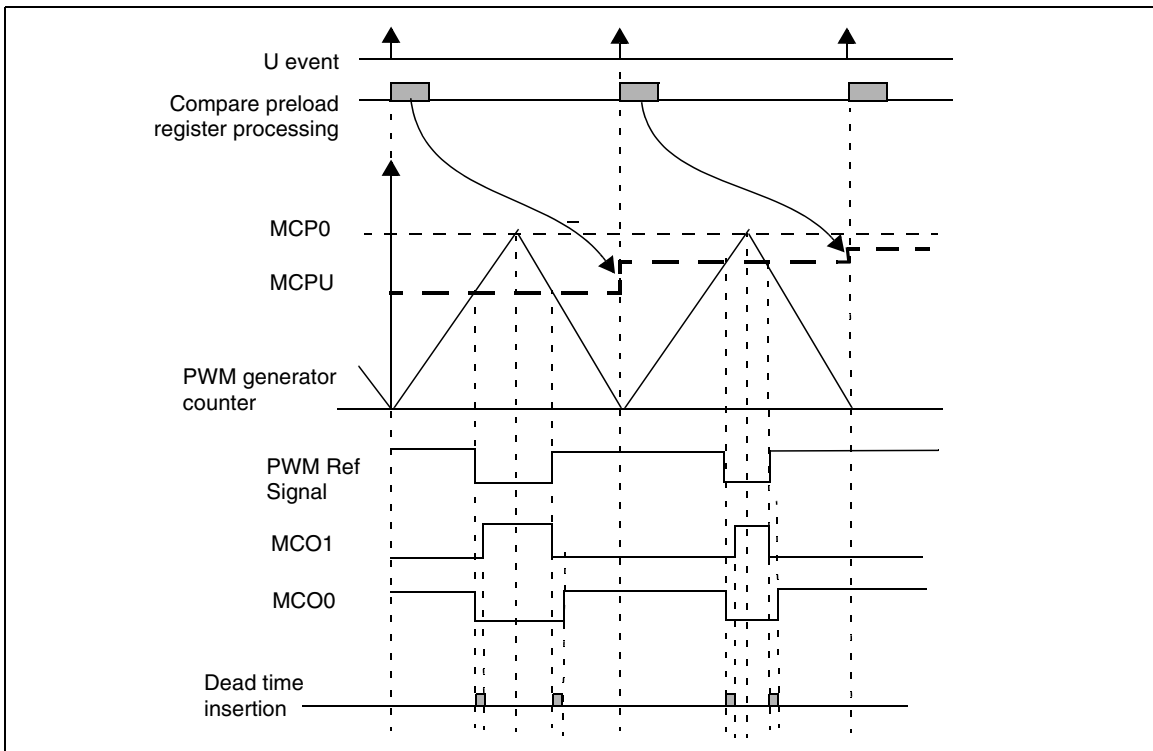 U event
Compare preload
register processing
MCP0
MCPU
PWM generator
counter
PWM Ref
Signal
MCO1
MCO0
Dead time
insertion